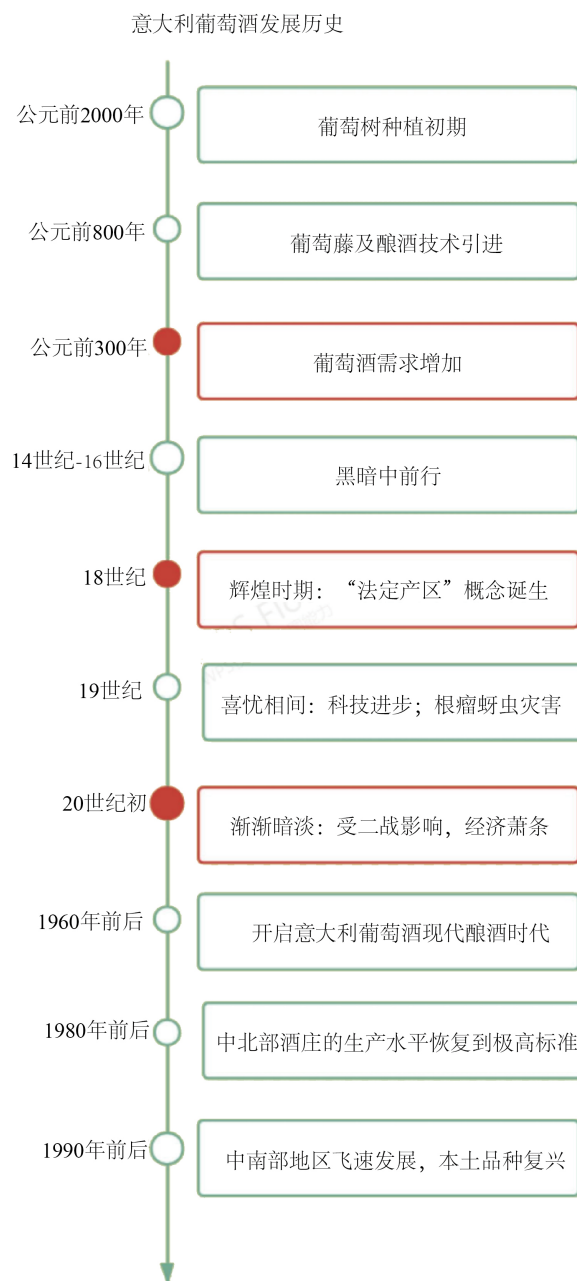 意大利葡萄酒发展历史
公元前2000年
葡萄树种植初期
公元前800年
葡萄藤及酿酒技术引进
公元前300年
葡萄酒需求增加
14世纪-16世纪
黑暗中前行
18世纪
辉煌时期：“法定产区”概念诞生
19世纪
喜忧相间：科技进步；根瘤蚜虫灾害
20世纪初
渐渐暗淡：受二战影响，经济萧条
1960年前后
开启意大利葡萄酒现代酿酒时代
1980年前后
中北部酒庄的生产水平恢复到极高标准
1990年前后
中南部地区飞速发展，本土品种复兴